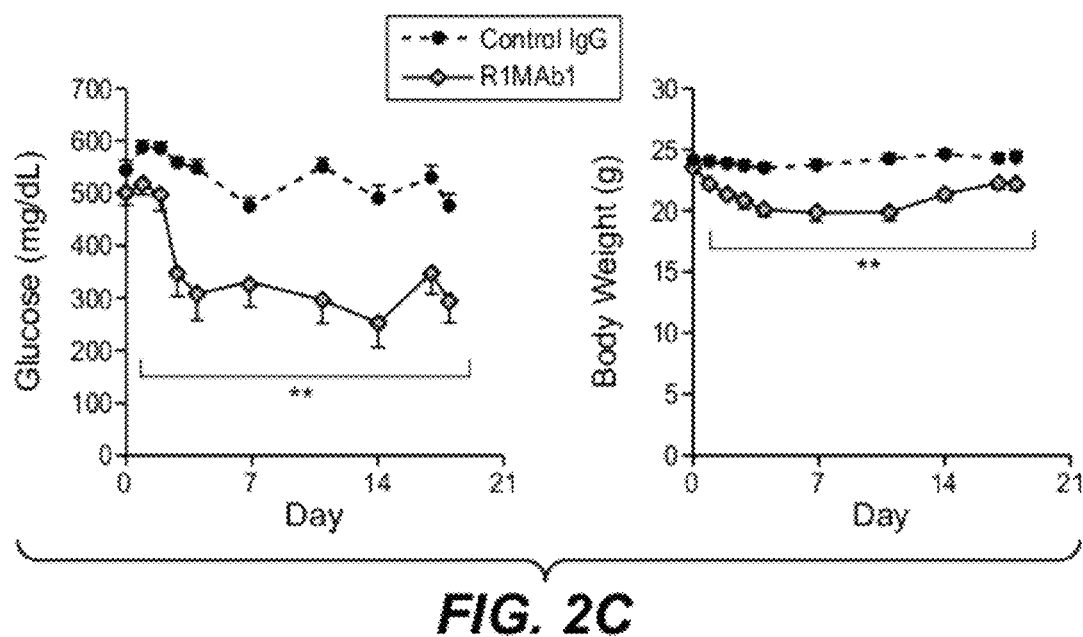 Control IgG
R1MAb1
Glucose (mg/dL)
700
600
500
400
300
200
100
0
**
0 7 14 21
Day
Body Weight (g)
30
25
20
15
10
5
0
**
0 7 14 21
Day
FIG. 2C